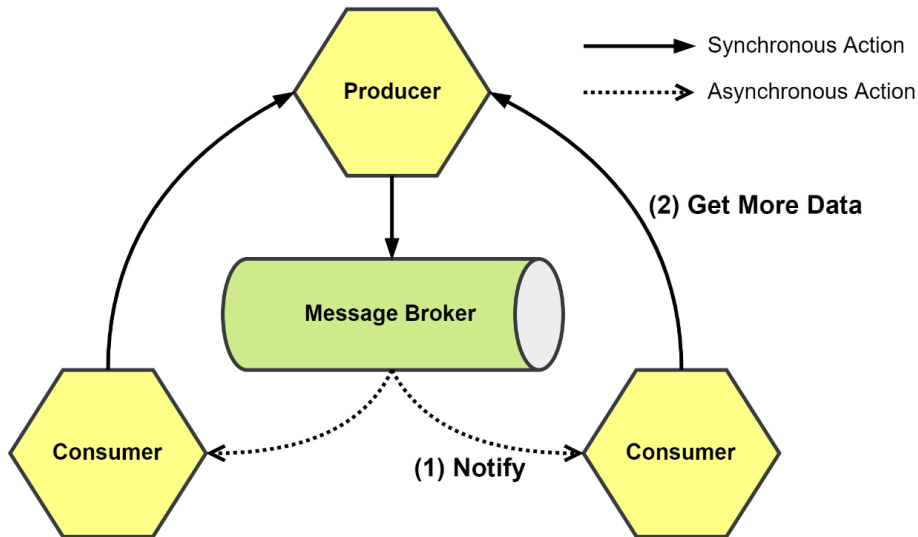 Producer
Synchronous Action
Asynchronous Action
(2) Get More Data
Message Broker
Consumer
(1) Notify
Consumer